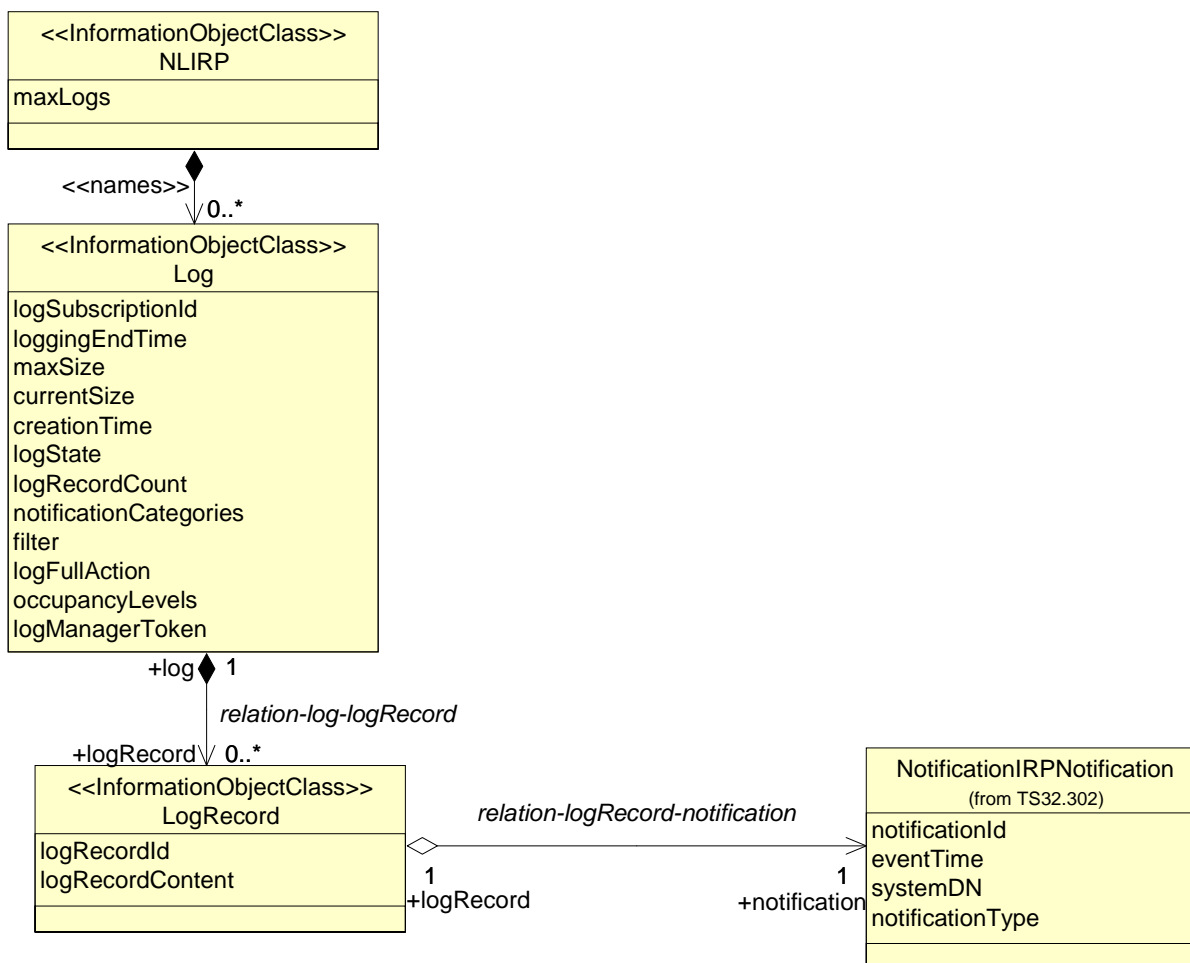 <<InformationObjectClass>>
NLIRP
maxLogs
<<names>>
0..*
<<InformationObjectClass>>
Log
logSubscriptionId
loggingEndTime
maxSize
currentSize
creationTime
logState
logRecordCount
notificationCategories
filter
logFullAction
occupancyLevels
logManagerToken
+log 1
relation-log-logRecord
+logRecord 0..*
<<InformationObjectClass>>
LogRecord
logRecordId
logRecordContent
relation-logRecord-notification
1
+logRecord
1
+notification
NotificationIRPNotification
(from TS32.302)
notificationId
eventTime
systemDN
notificationType